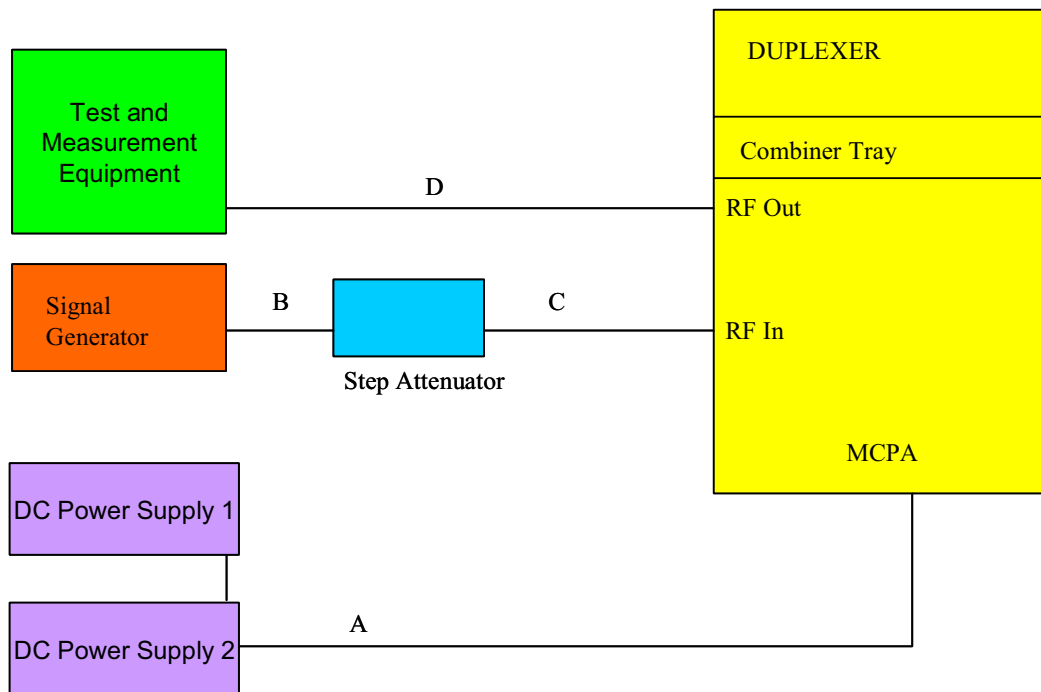 DUPLEXER
Test and
Measurement
Equipment
Combiner Tray
D
RF Out
Signal
Generator
B
C
RF In
Step Attenuator
MCPA
DC Power Supply 1
A
DC Power Supply 2